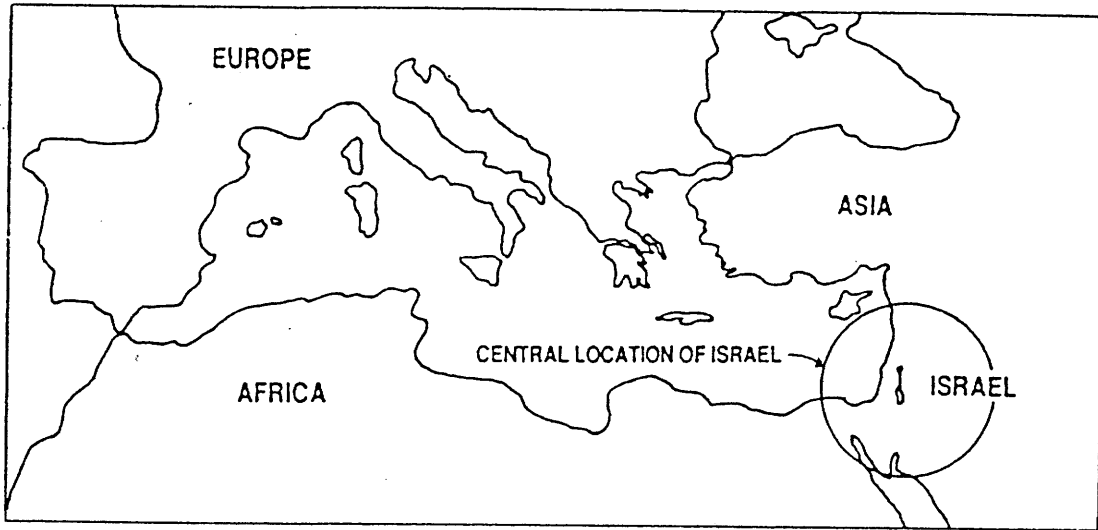 EUROPE
ASIA
CENTRAL LOCATION OF ISRAEL
AFRICA
ISRAEL